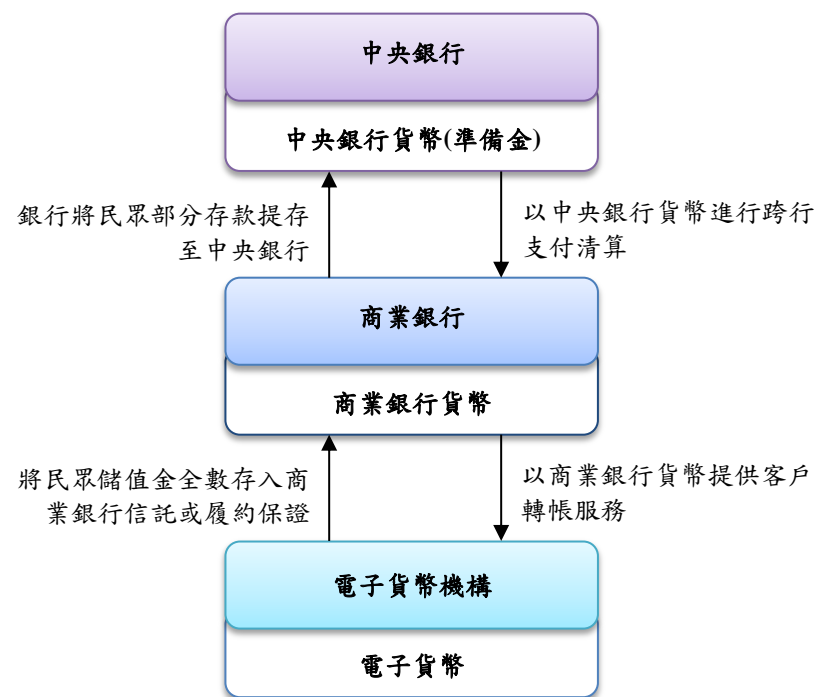 中央銀行
中央銀行貨幣(準備金)
銀行將民眾部分存款提存
至中央銀行
以中央銀行貨幣進行跨行
支付清算
商業銀行
商業銀行貨幣
將民眾儲值金全數存入商
業銀行信託或履約保證
以商業銀行貨幣提供客戶
轉帳服務
電子貨幣機構
電子貨幣